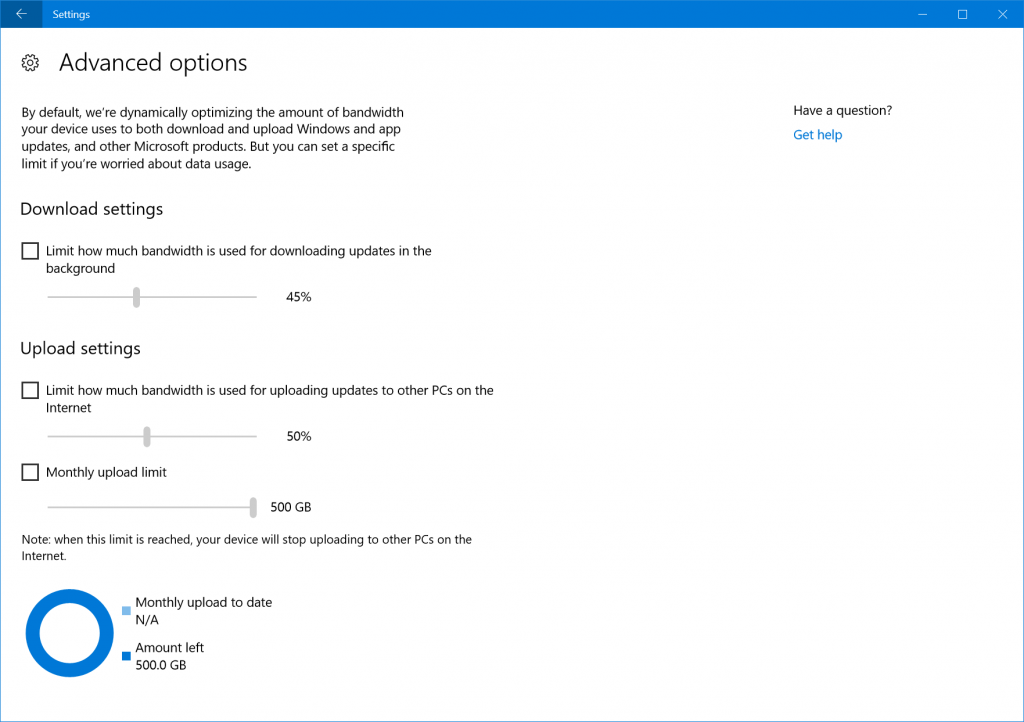 Settings
Advanced options
By default, we're dynamically optimizing the amount of bandwidth
your device uses to both download and upload Windows and app
updates, and other Microsoft products. But you can set a specific
limit if you're worried about data usage.
Have a question?
Get help
Download settings
Limit how much bandwidth is used for downloading updates in the
background
45%
Upload settings
Limit how much bandwidth is used for uploading updates to other PCs on the
Internet
50%
Monthly upload limit
500 GB
Note: when this limit is reached, your device will stop uploading to other PCs on the
Internet.
Monthly upload to date
N/A
Amount left
500.0 GB